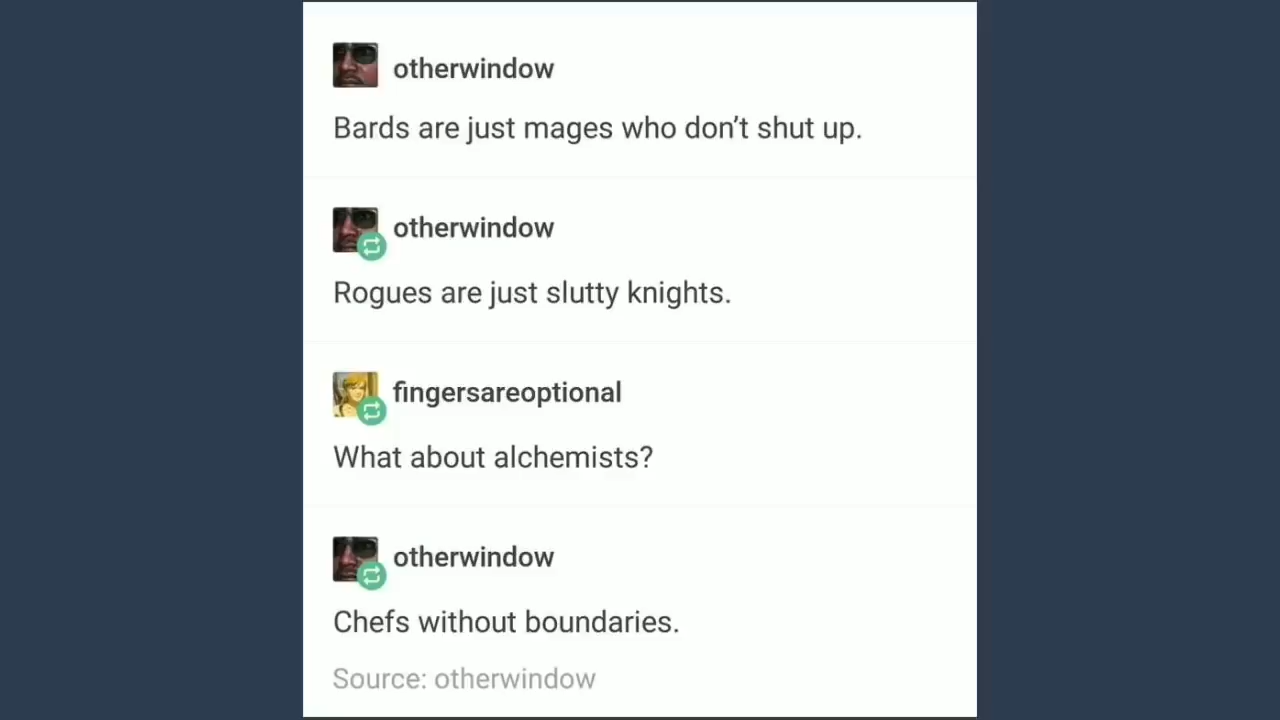 otherwindow
Bards are just mages who don’t shut up.
otherwindow
Rogues are just slutty knights.
fingersareoptional
What about alchemists?
otherwindow
Chefs without boundaries.
Source: otherwindow